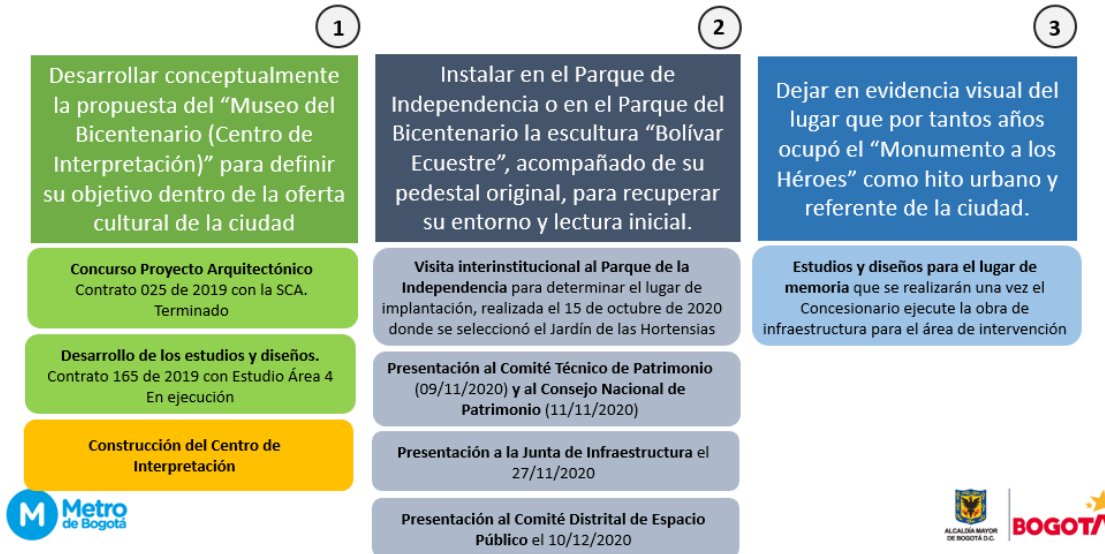 1
Desarrollar conceptualmente
la propuesta del “Museo del
Bicentenario (Centro de
Interpretación)” para definir
su objetivo dentro de la oferta
cultural de la ciudad
Concurso Proyecto Arquitectónico
Contrato 025 de 2019 con la SCA.
Terminado
Desarrollo de los estudios y diseños.
Contrato 165 de 2019 con Estudio Área 4
En ejecución
Construcción del Centro de
Interpretación
2
Instalar en el Parque de
Independencia o en el Parque del
Bicentenario la escultura “Bolívar
Ecuestre”, acompañado de su
pedestal original, para recuperar
su entorno y lectura inicial.
Visita interinstitucional al Parque de la
Independencia para determinar el lugar de
implantación, realizada el 15 de octubre de 2020
donde se seleccionó el Jardín de las Hortensias
Presentación al Comité Técnico de Patrimonio
(09/11/2020) y al Consejo Nacional de
Patrimonio (11/11/2020)
Presentación a la Junta de Infraestructura el
27/11/2020
Presentación al Comité Distrital de Espacio
Público el 10/12/2020
3
Dejar en evidencia visual del
lugar que por tantos años
ocupó el “Monumento a los
Héroes” como hito urbano y
referente de la ciudad.
Estudios y diseños para el lugar de
memoria que se realizarán una vez el
Concesionario ejecute la obra de
infraestructura para el área de intervención
M Metro
de Bogotá
ALCALDÍA MAYOR
DE BOGOTÁ D.C.
BOGOTÁ